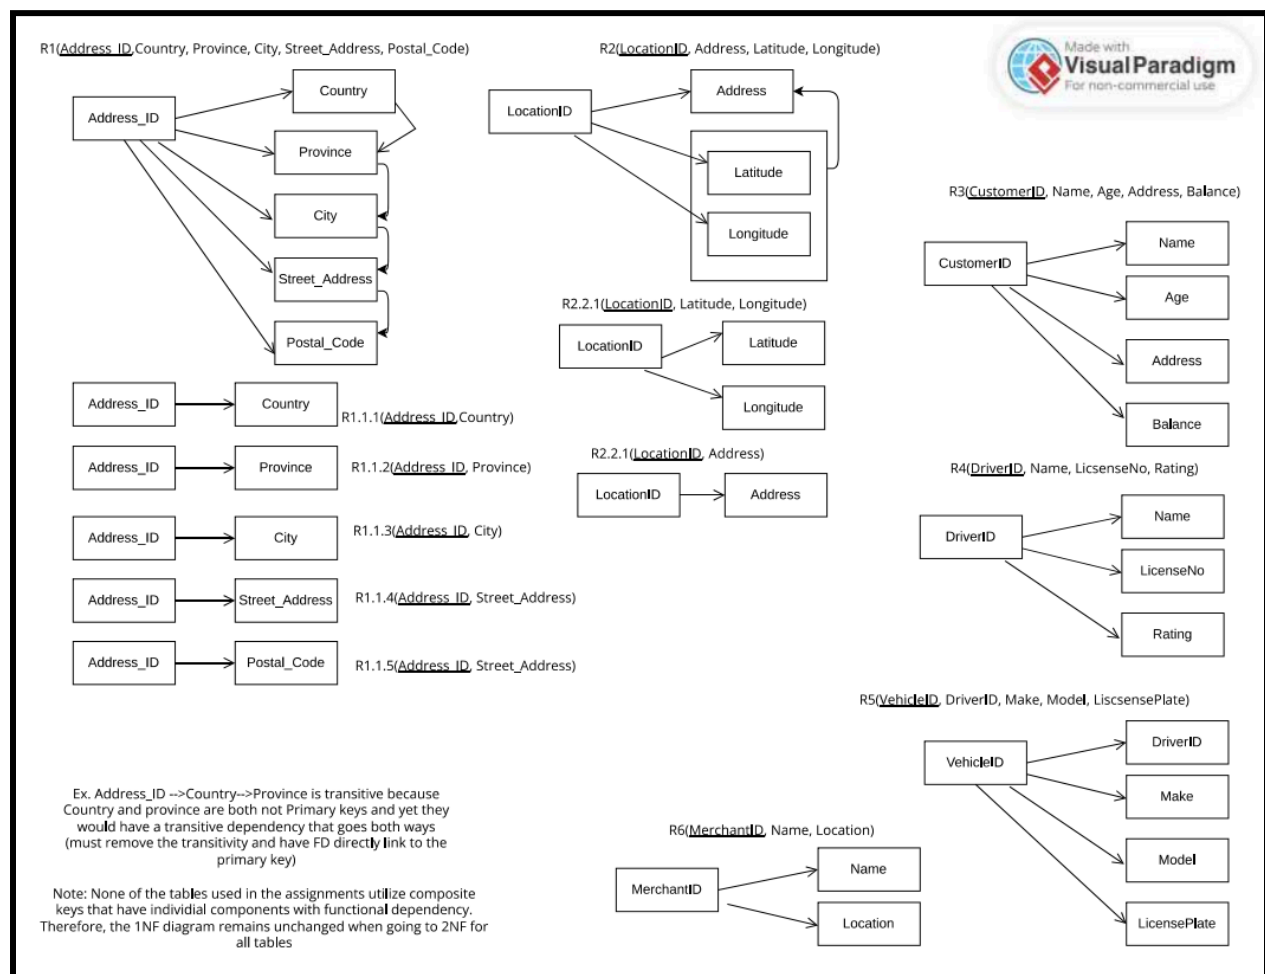 R1(Address_ID,Country, Province, City, Street_Address, Postal_Code)
Address_ID
Country
Province
City
Street_Address
Postal_Code
Address_ID
Country
R1.1.1(Address_ID,Country)
Address_ID
Province
R1.1.2(Address_ID, Province)
Address_ID
City
R1.1.3(Address_ID, City)
Address_ID
Street_Address
R1.1.4(Address_ID, Street_Address)
Address_ID
Postal_Code
R1.1.5(Address_ID, Street_Address)
Ex. Address_ID -->Country-->Province is transitive because
Country and province are both not Primary keys and yet they
would have a transitive dependency that goes both ways
(must remove the transitivity and have FD directly link to the
primary key)
Note: None of the tables used in the assignments utilize composite
keys that have individial components with functional dependency.
Therefore, the 1NF diagram remains unchanged when going to 2NF for
all tables
R2(LocationID, Address, Latitude, Longitude)
LocationID
Address
Latitude
Longitude
R2.2.1(LocationID, Latitude, Longitude)
LocationID
Latitude
Longitude
R2.2.1(LocationID, Address)
LocationID
Address
Made with
VisualParadigm
For non-commercial use
R3(CustomerID, Name, Age, Address, Balance)
CustomerID
Name
Age
Address
Balance
R4(DriverID, Name, LicsenseNo, Rating)
DriverID
Name
LicenseNo
Rating
R5(VehicleID, DriverID, Make, Model, LiscsensePlate)
VehicleID
DriverID
Make
Model
LicensePlate
R6(MerchantID, Name, Location)
MerchantID
Name
Location